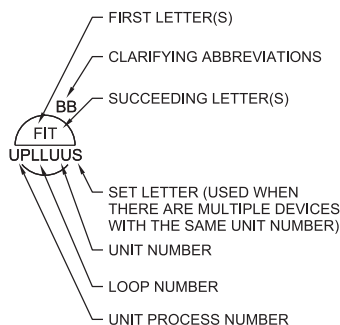 FIRST LETTER(S)
CLARIFYING ABBREVIATIONS
BB
SUCCEEDING LETTER(S)
FIT
UPLLUUS
SET LETTER (USED WHEN
THERE ARE MULTIPLE DEVICES
WITH THE SAME UNIT NUMBER)
UNIT NUMBER
LOOP NUMBER
UNIT PROCESS NUMBER